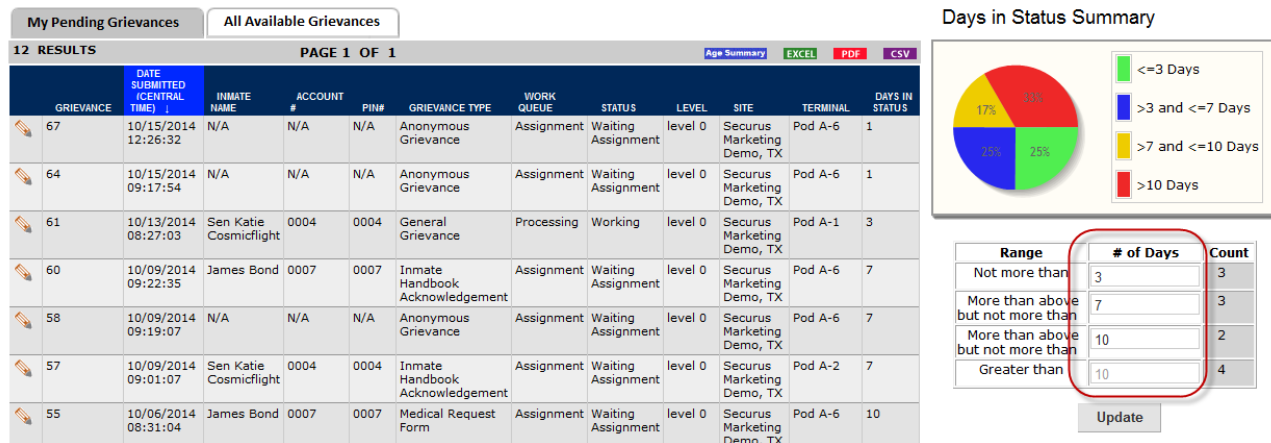 My Pending Grievances
All Available Grievances
12 RESULTS
PAGE 1 OF 1
Age Summary
EXCEL
PDF
CSV
GRIEVANCE
DATE
SUBMITTED
(CENTRAL
TIME) ↓
INMATE
NAME
ACCOUNT
#
PIN#
GRIEVANCE TYPE
WORK
QUEUE
STATUS
LEVEL
SITE
TERMINAL
DAYS IN
STATUS
67 10/15/2014 N/A N/A N/A Anonymous Assignment Waiting level 0 Securus Pod A-6 1
12:26:32 Grievance Assignment Marketing
Demo, TX
64 10/15/2014 N/A N/A N/A Anonymous Assignment Waiting level 0 Securus Pod A-6 1
09:17:54 Grievance Assignment Marketing
Demo, TX
61 10/13/2014 Sen Katie 0004 0004 General Processing Working level 0 Securus Pod A-1 3
08:27:03 Cosmicflight Grievance Marketing
Demo, TX
60 10/09/2014 James Bond 0007 0007 Inmate Assignment Waiting level 0 Securus Pod A-6 7
09:22:35 Handbook Assignment Marketing
Acknowledgement Demo, TX
58 10/09/2014 N/A N/A N/A Anonymous Assignment Waiting level 0 Securus Pod A-6 7
09:19:07 Grievance Assignment Marketing
Demo, TX
57 10/09/2014 Sen Katie 0004 0004 Inmate Assignment Waiting level 0 Securus Pod A-2 7
09:01:07 Cosmicflight Handbook Assignment Marketing
Acknowledgement Demo, TX
55 10/06/2014 James Bond 0007 0007 Medical Request Assignment Waiting level 0 Securus Pod A-6 10
08:31:04 Form Assignment Marketing
Demo, TX
Days in Status Summary
33%
17%
25%
25%
<=3 Days
>3 and <=7 Days
>7 and <=10 Days
>10 Days
Range # of Days Count
Not more than 3 3
More than above
but not more than 7 3
More than above
but not more than 10 2
Greater than 10 4
Update